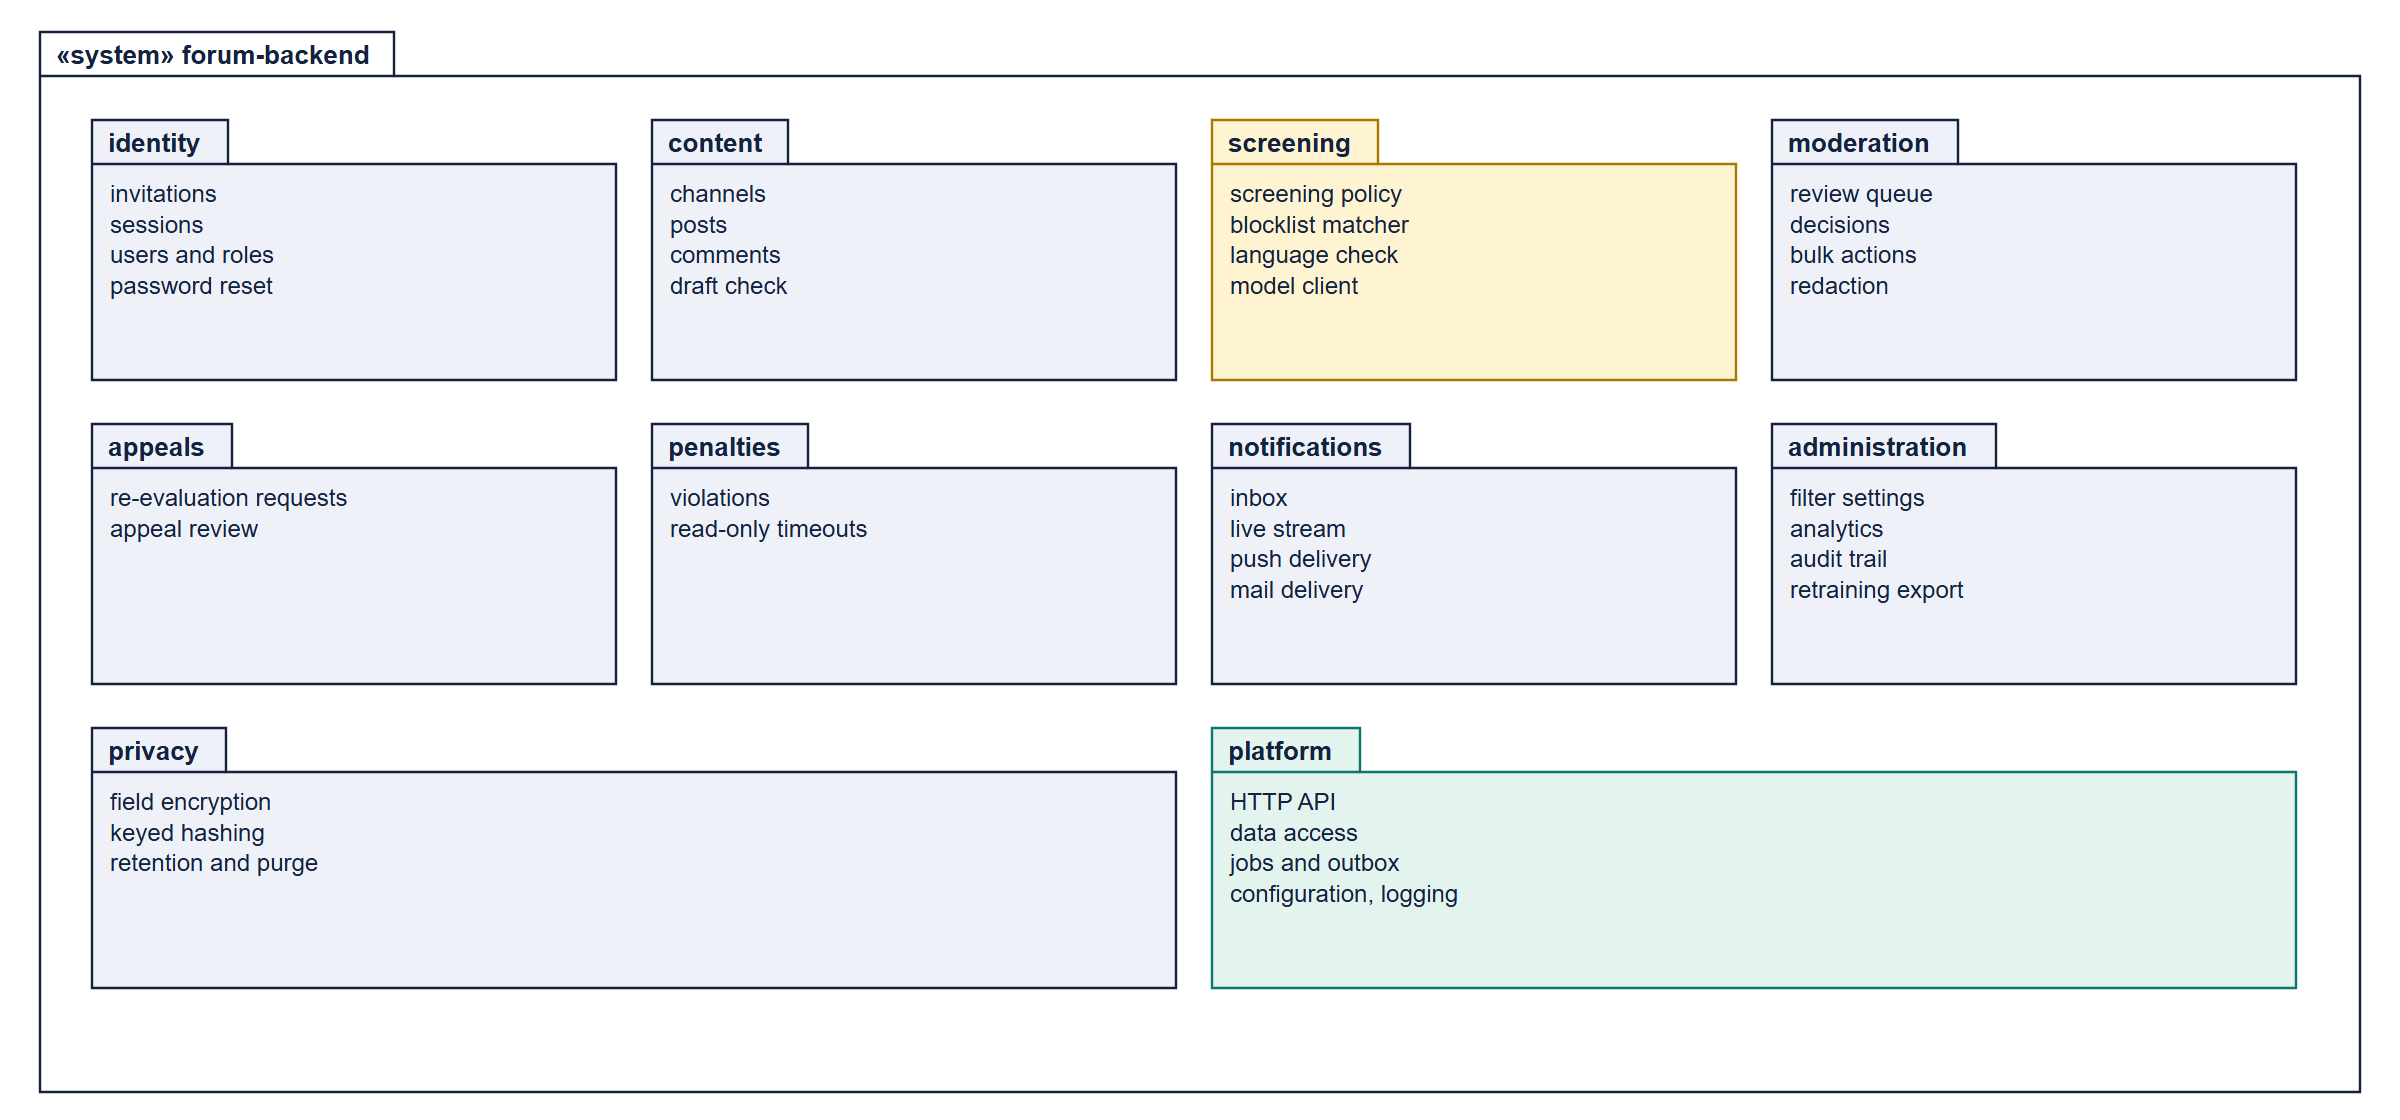 «system» forum-backend
identity
invitations
sessions
users and roles
password reset
content
channels
posts
comments
draft check
screening
screening policy
blocklist matcher
language check
model client
moderation
review queue
decisions
bulk actions
redaction
appeals
re-evaluation requests
appeal review
penalties
violations
read-only timeouts
notifications
inbox
live stream
push delivery
mail delivery
administration
filter settings
analytics
audit trail
retraining export
privacy
field encryption
keyed hashing
retention and purge
platform
HTTP API
data access
jobs and outbox
configuration, logging